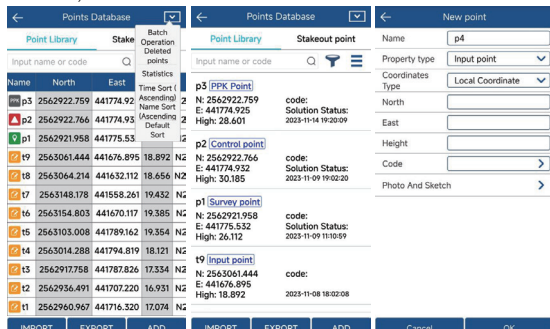 Points Database
Point Library
Stake
Batch
Operation
Deleted
points
Statistics
Time Sort (
Ascending)
Name Sort
(Ascending
Default
Sort
Input name or code
Name North East
PPK p3 2562922.759 441774.92
p2 2562922.766 441774.93
p1 2562921.958 441775.53
t9 2563061.444 441676.895 18.892 N2
t8 2563064.214 441632.112 18.656 N2
t7 2563148.178 441558.261 19.432 N2
t6 2563154.803 441670.117 19.385 N2
t5 2563103.008 441789.162 19.354 N2
t4 2563014.288 441794.819 18.121 N2
t3 2562917.758 441787.826 17.334 N2
t2 2562936.491 441707.220 16.931 N2
t1 2562960.967 441716.320 17.074 N2
IMPORT EXPORT ADD
Points Database
Point Library Stakeout point
Input name or code
p3 PPK Point
N: 2562922.759 code:
E: 441774.925 Solution Status:
High: 28.601 2023-11-14 19:20:09
p2 Control point
N: 2562922.766 code:
E: 441774.932 Solution Status:
High: 30.185 2023-11-09 19:02:20
p1 Survey point
N: 2562921.958 code:
E: 441775.532 Solution Status:
High: 26.112 2023-11-09 11:10:59
t9 Input point
N: 2563061.444 code:
E: 441676.895
High: 18.892 2023-11-08 18:02:08
IMPORT EXPORT ADD
New point
Name p4
Property type Input point
Coordinates
Type
Local Coordinate
North
East
Height
Code
Photo And Sketch
Cancel OK